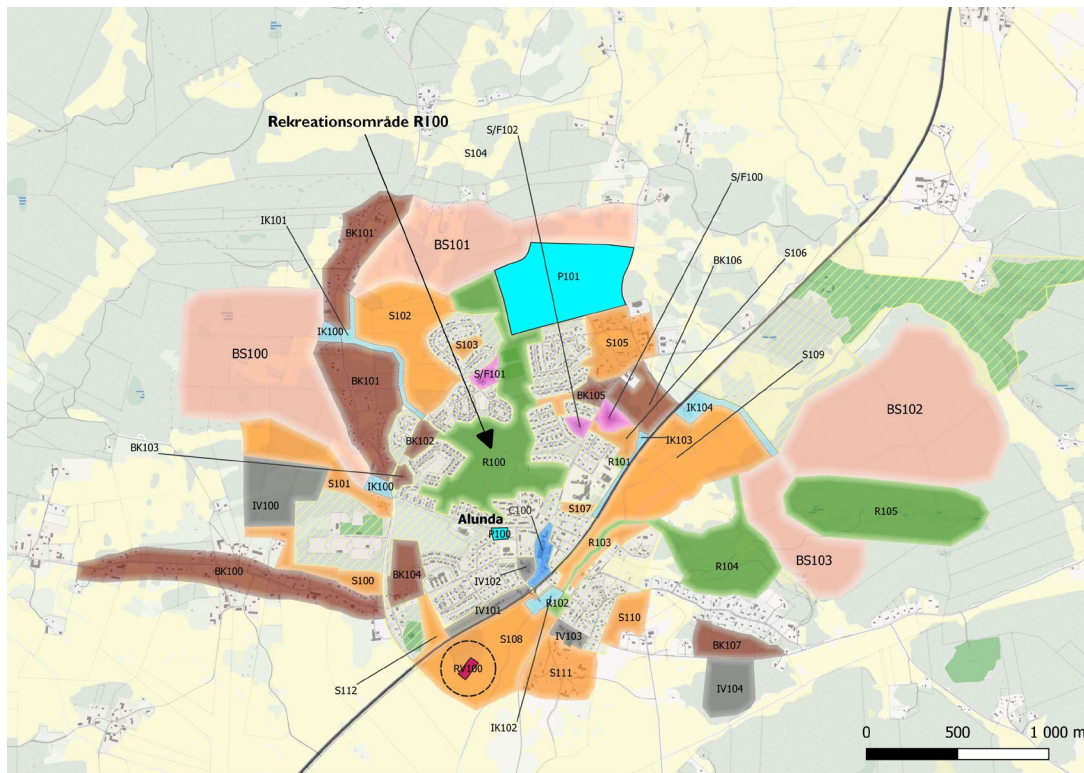 Rekreationsområde R100
S/F102
S104
S/F100
IK101
BK101
BS101
BK106
S106
P101
S102
IK100
S103
S105
S109
BS100
S/F101
BK101
BK105
BS102
IK104
BK102
IK103
BK103
R100
R101
S101
IK100
IV100
C100
S107
R105
Alunda
P100
R103
BS103
BK100
S100
BK104
IV102
R104
IV101
R102
S108
IV103
S110
BK107
RV100
S111
IV104
S112
IK102
0 500 1 000 m